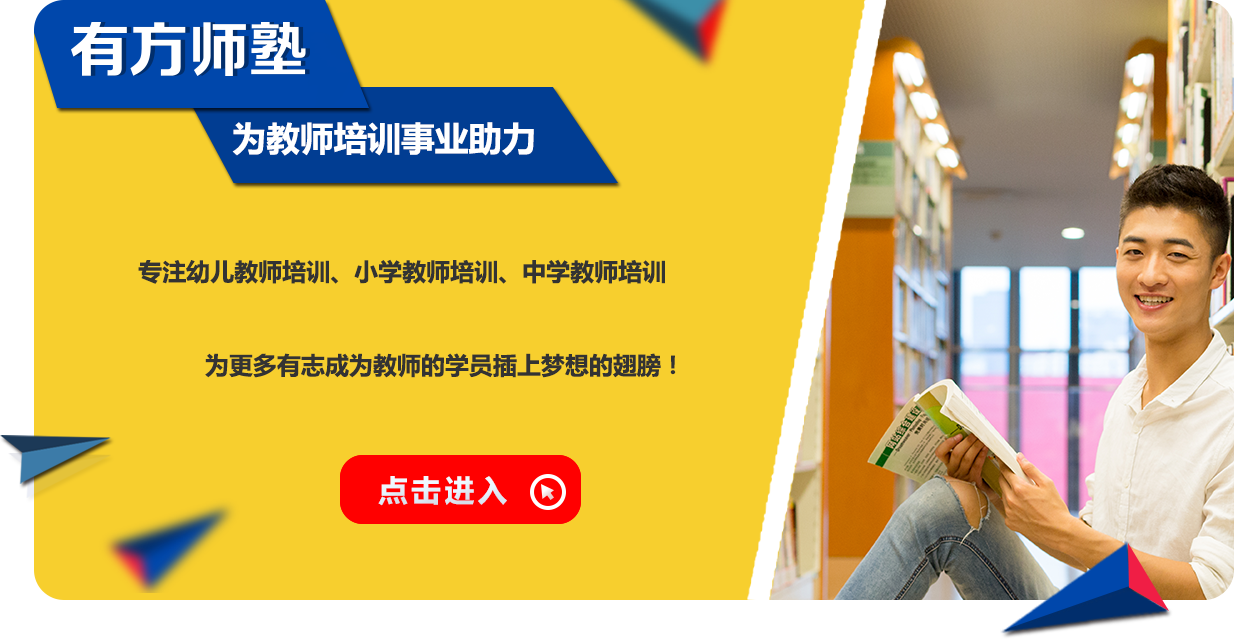 有方师塾
为教师培训事业助力
专注幼儿教师培训、小学教师培训、中学教师培训
为更多有志成为教师的学员插上梦想的翅膀！
点击进入